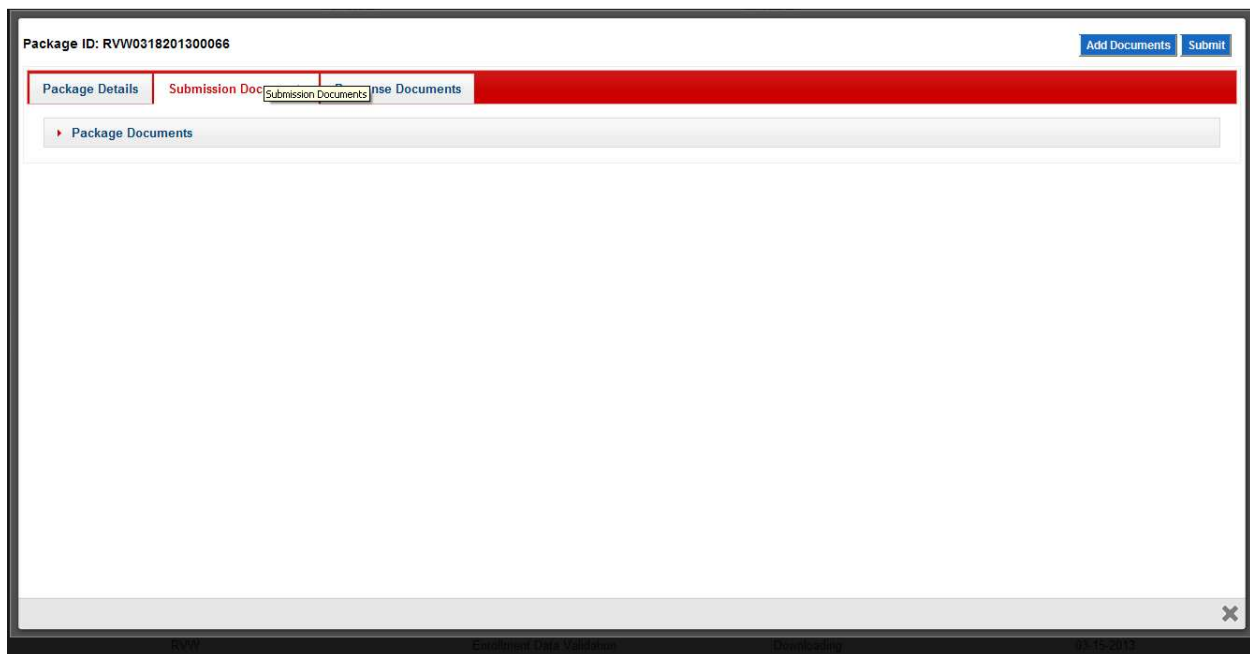 Package ID: RVW0318201300066
Add Documents Submit
Package Details Submission Doc nse Documents
Submission Documents
Package Documents
RVW Enrollment Data Validation Downloading 03-15-2013